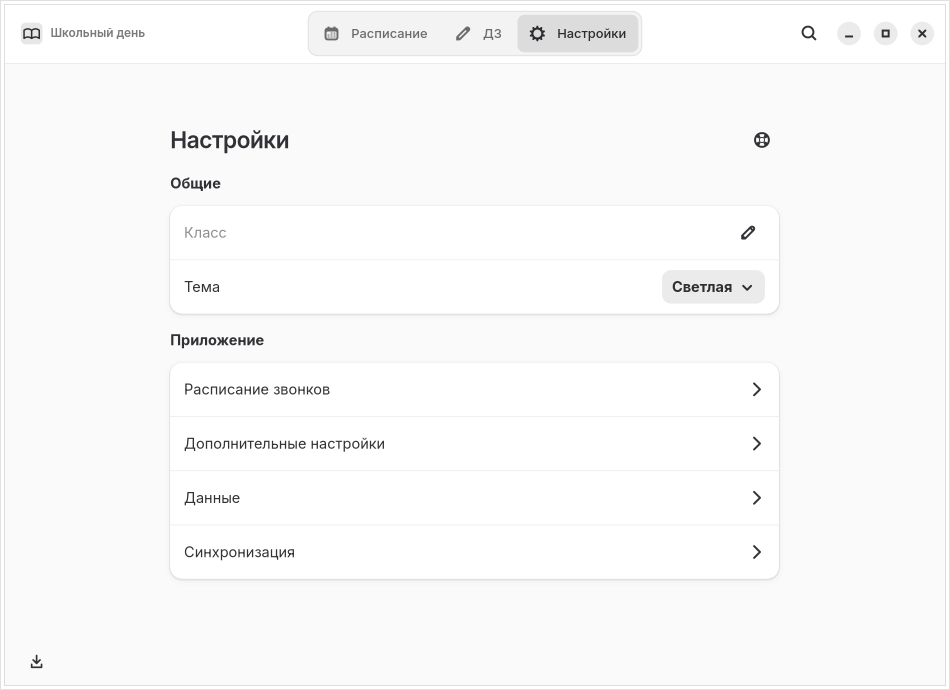 Школьный день
Расписание
ДЗ
Настройки
Настройки
Общие
Класс
Тема
Светлая
Приложение
Расписание звонков
Дополнительные настройки
Данные
Синхронизация